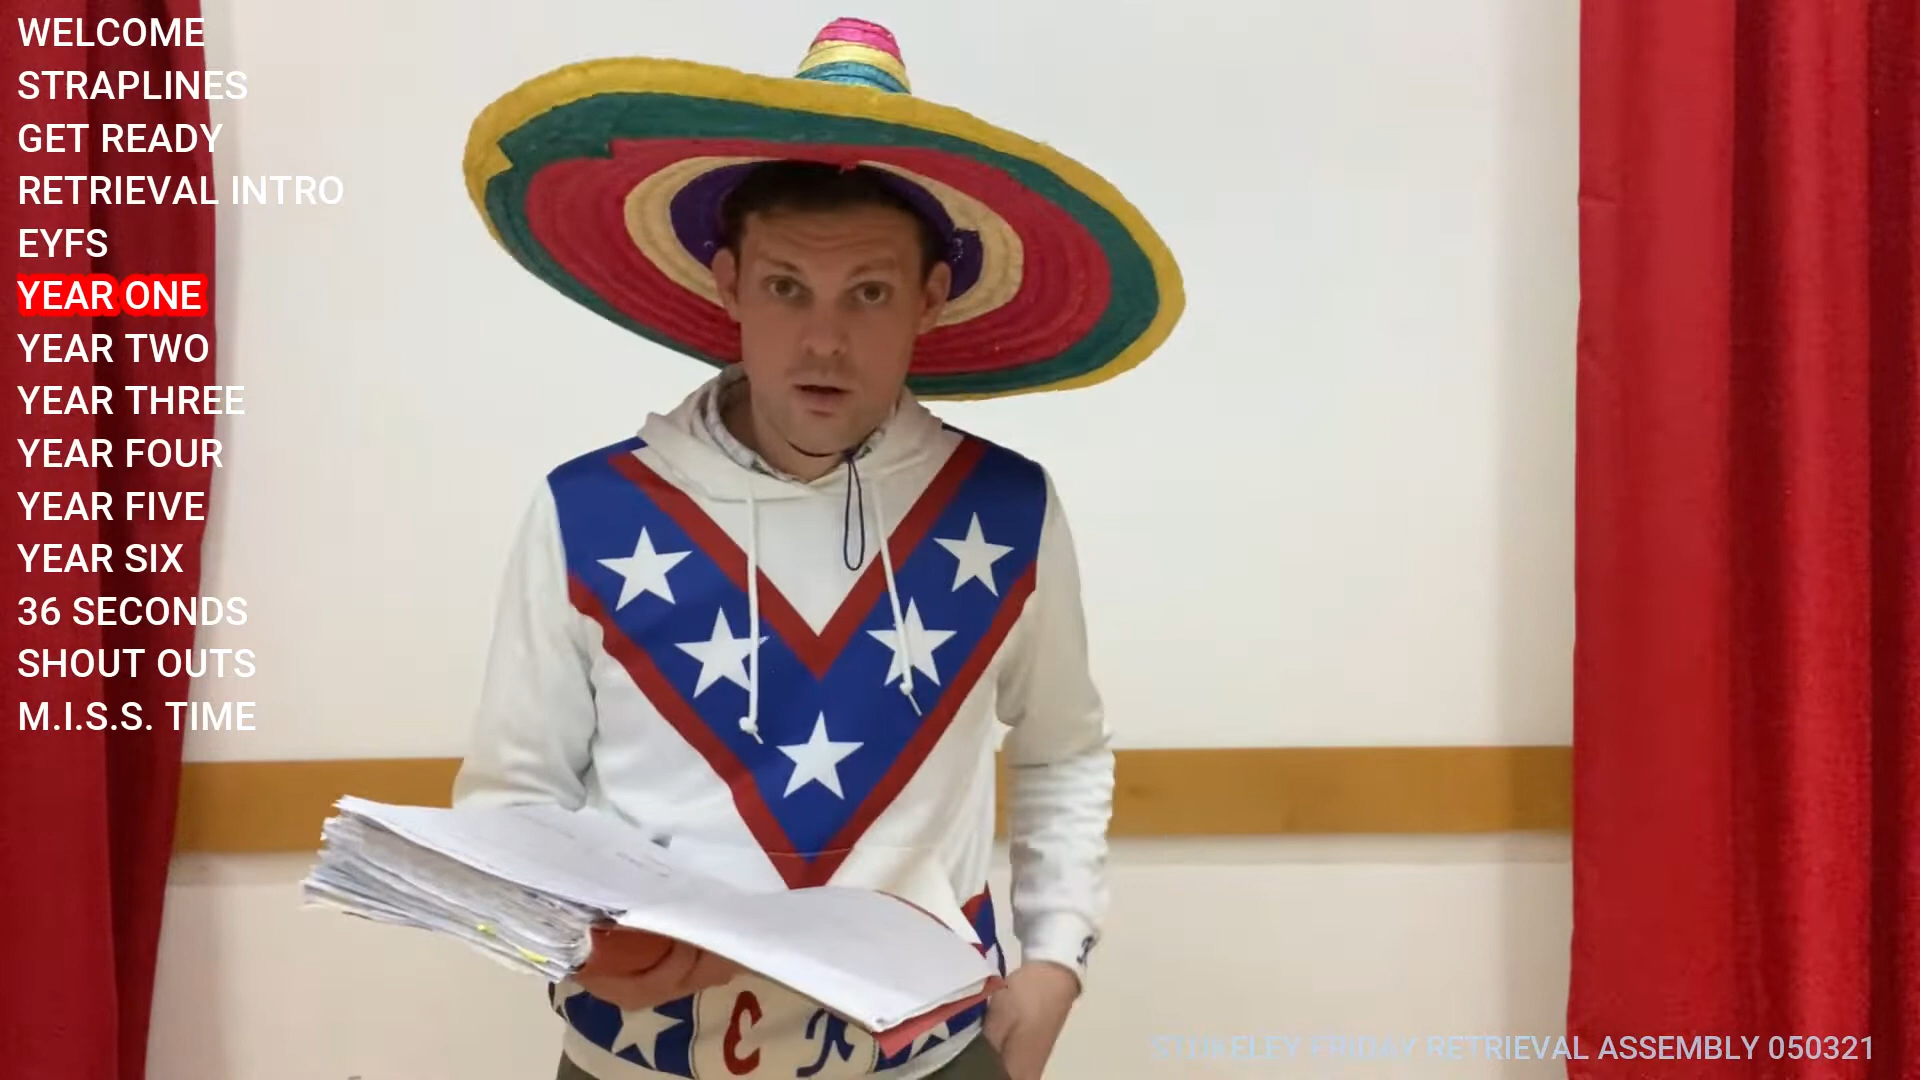 WELCOME
STRAPLINES
GET READY
RETRIEVAL INTRO
EYFS
YEAR ONE
YEAR TWO
YEAR THREE
YEAR FOUR
YEAR FIVE
YEAR SIX
36 SECONDS
SHOUT OUTS
M.I.S.S. TIME
E K
STUKELEY FRIDAY RETRIEVAL ASSEMBLY 050321